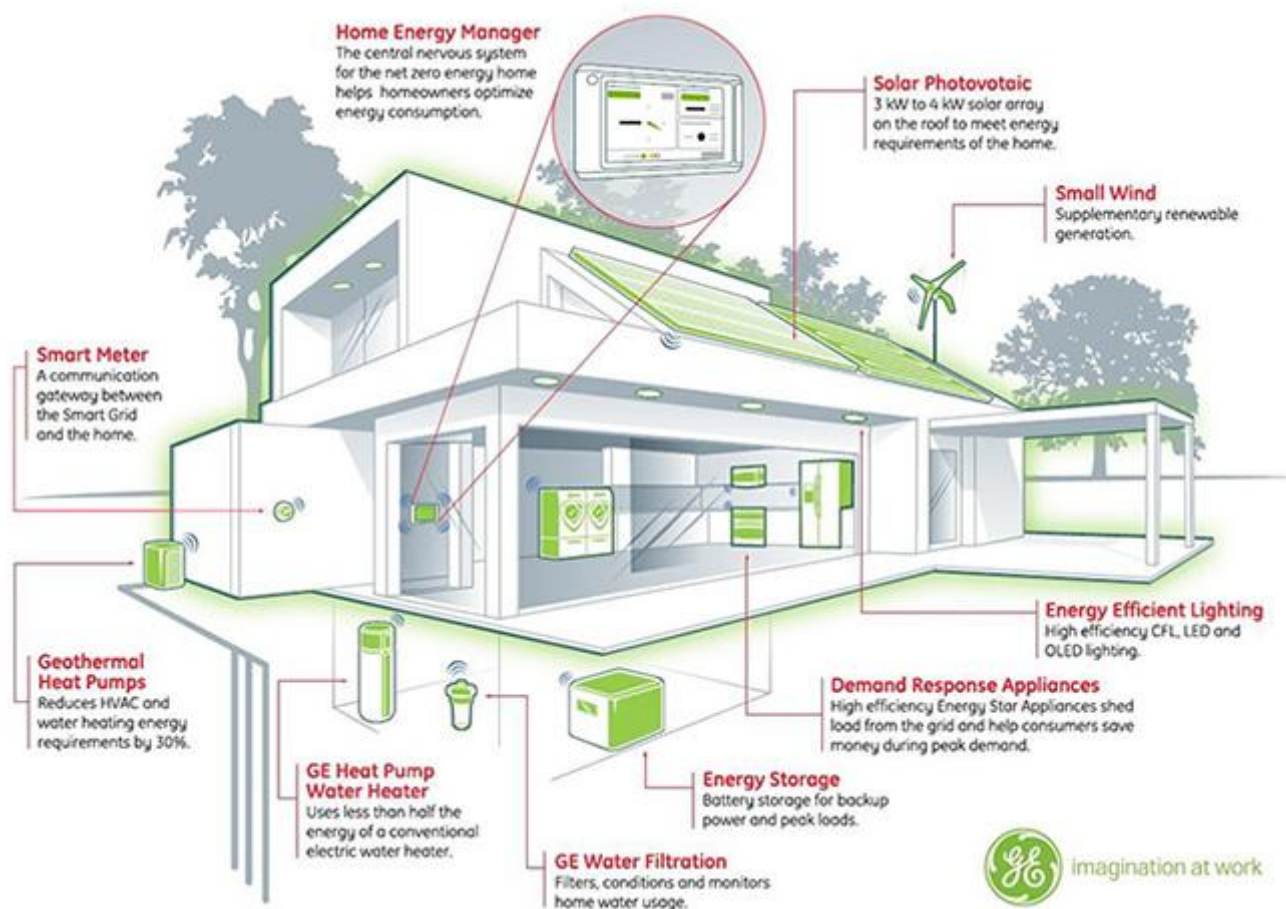 Home Energy Manager
The central nervous system
for the net zero energy home
helps homeowners optimize
energy consumption.
Solar Photovotaic
3 kW to 4 kW solar array
on the roof to meet energy
requirements of the home.
Small Wind
Supplementary renewable
generation.
Smart Meter
A communication
gateway between
the Smart Grid
and the home.
Geothermal
Heat Pumps
Reduces HVAC and
water heating energy
requirements by 30%.
GE Heat Pump
Water Heater
Uses less than half the
energy of a conventional
electric water heater.
GE Water Filtration
Filters, conditions and monitors
home water usage.
Energy Storage
Battery storage for backup
power and peak loads.
Demand Response Appliances
High efficiency Energy Star Appliances shed
load from the grid and help consumers save
money during peak demand.
Energy Efficient Lighting
High efficiency CFL, LED and
OLED lighting.
GE
imagination at work